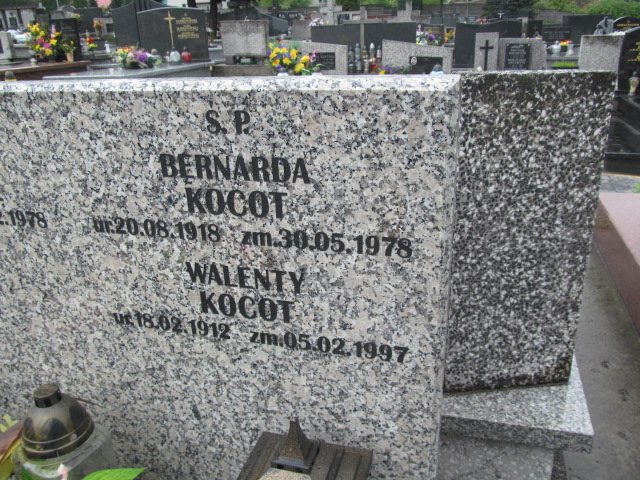 S. P.
BERNARDA
KOCOT
ur.20.08.1918 zm.30.05.1978
WALENTY
KOCOT
ur.18.02.1912 zm.05.02.1997
.1978